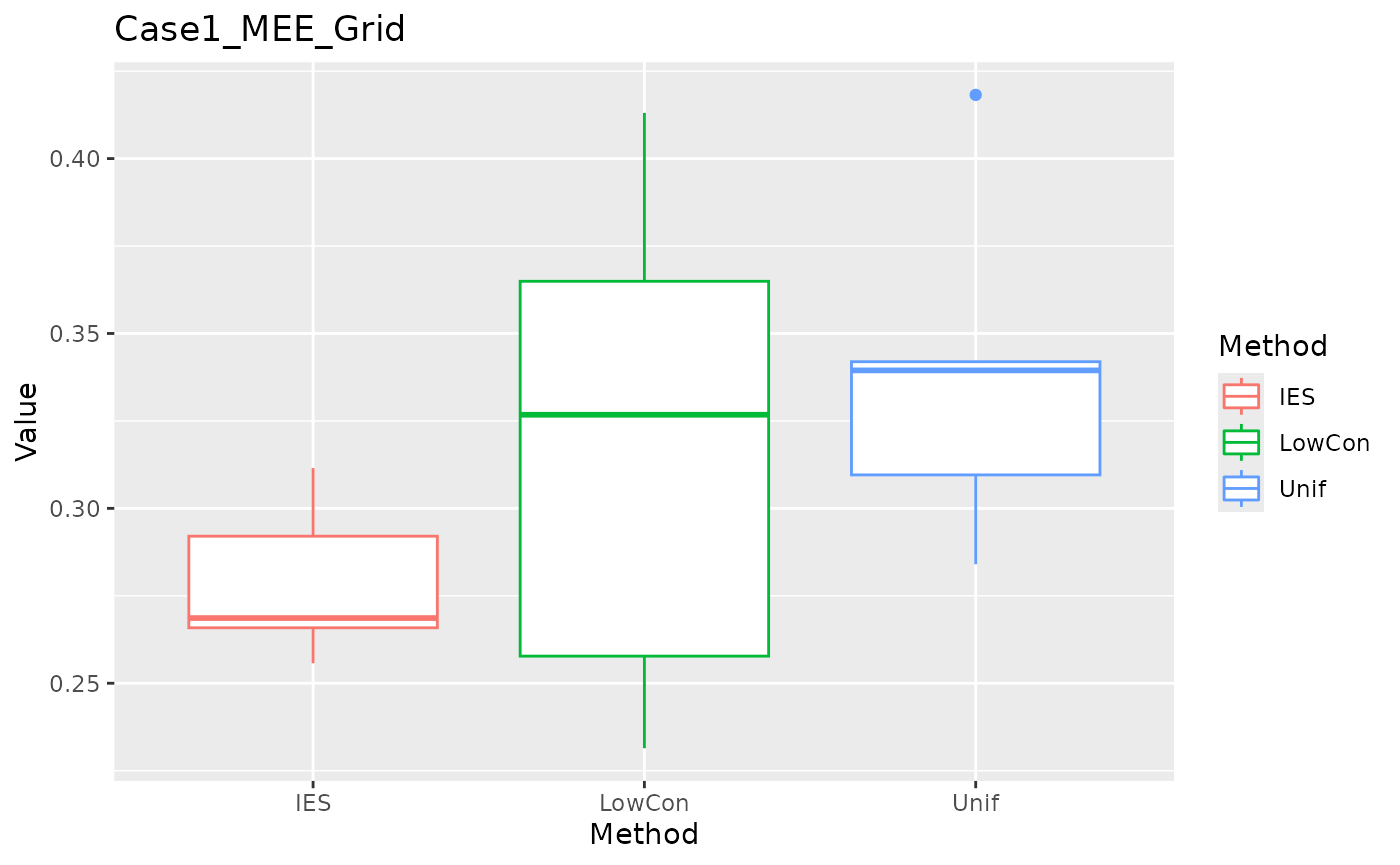 Case1_MEE_Grid
0.40
0.35
0.30
0.25
Value
IES
LowCon
Unif
Method
Method
IES
LowCon
Unif